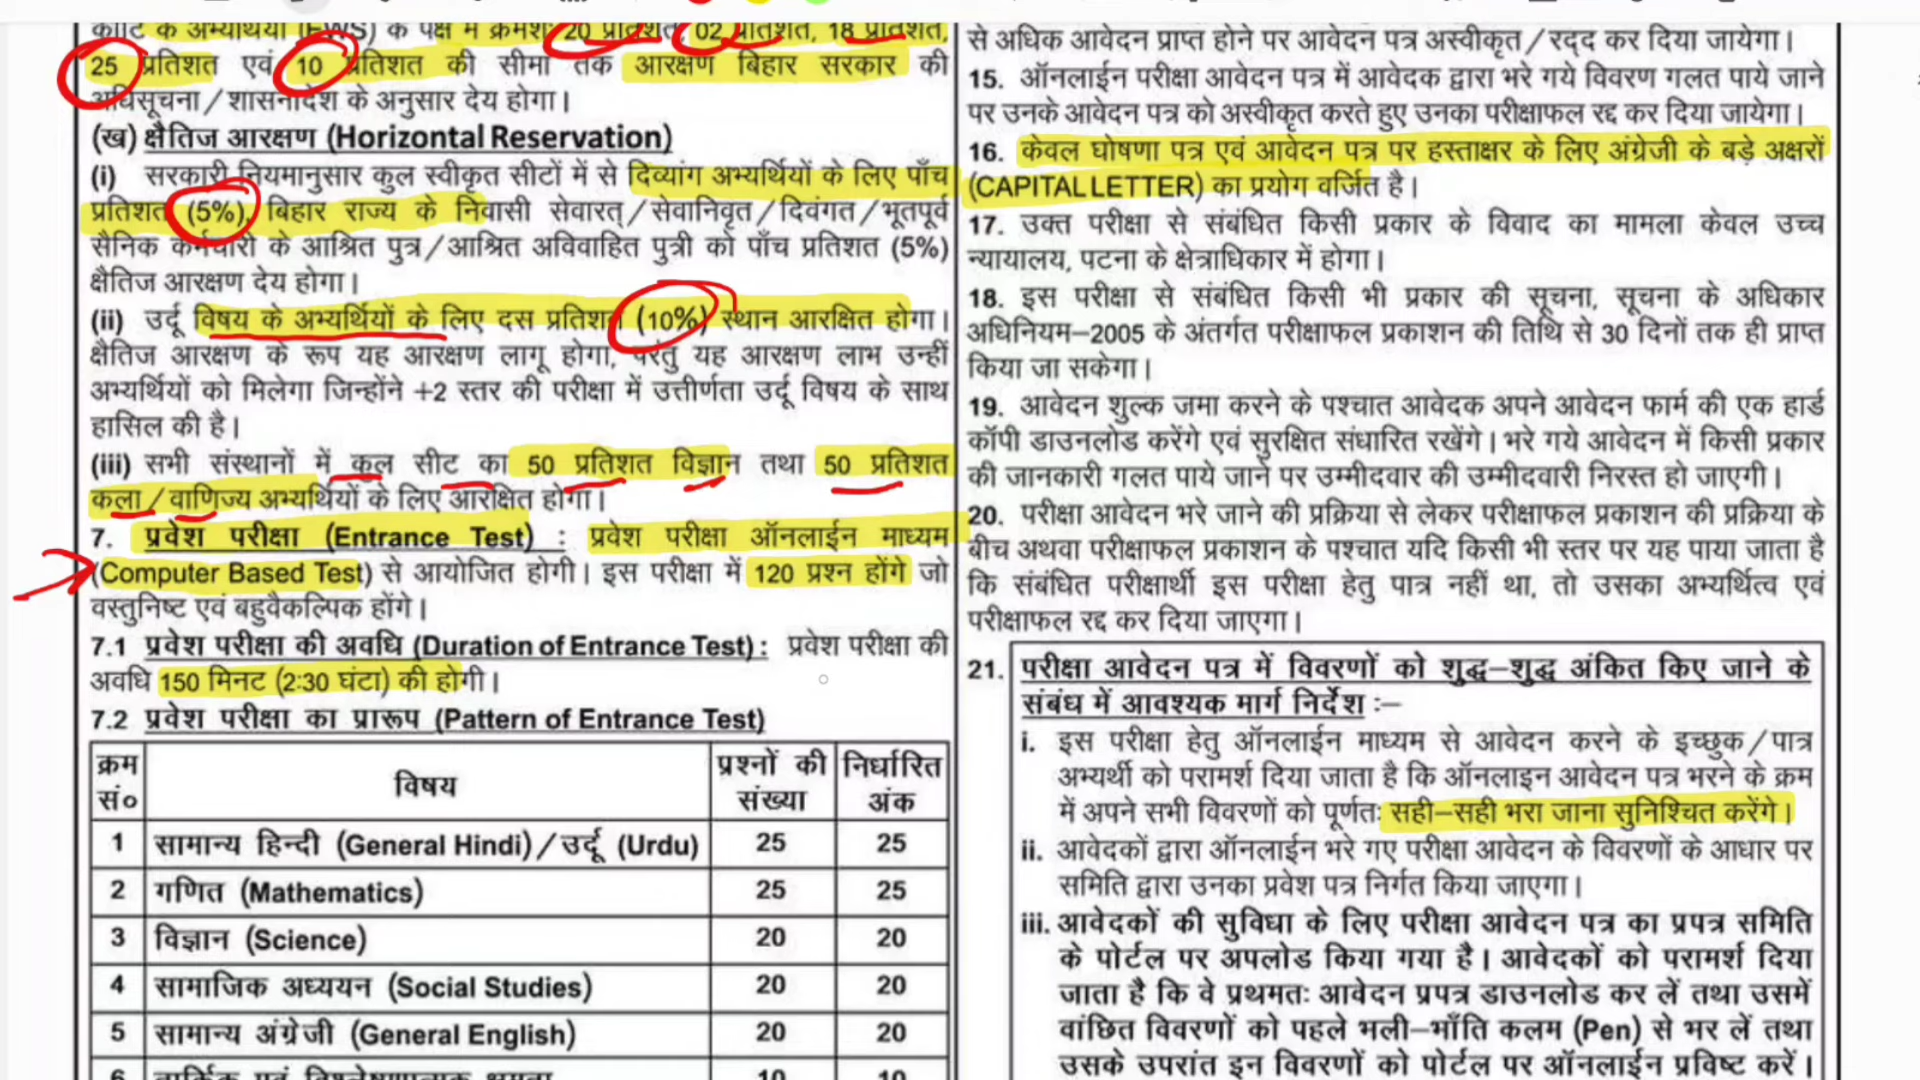 कोटि के अभ्यर्थियों (EWS) के पक्ष में क्रमशः 20 प्रतिशत, 02 प्रतिशत, 18 प्रतिशत,
25 प्रतिशत एवं 10 प्रतिशत की सीमा तक आरक्षण बिहार सरकार की
अधिसूचना/शासनादेश के अनुसार देय होगा।
(ख) क्षैतिज आरक्षण (Horizontal Reservation)
(i) सरकारी नियमानुसार कुल स्वीकृत सीटों में से दिव्यांग अभ्यर्थियों के लिए पाँच
प्रतिशत (5%), बिहार राज्य के निवासी सेवारत्/सेवानिवृत/दिवंगत/भूतपूर्व
सैनिक कर्मचारी के आश्रित पुत्र/आश्रित अविवाहित पुत्री को पाँच प्रतिशत (5%)
क्षैतिज आरक्षण देय होगा।
(ii) उर्दू विषय के अभ्यर्थियों के लिए दस प्रतिशत (10%) स्थान आरक्षित होगा।
क्षैतिज आरक्षण के रूप यह आरक्षण लागू होगा, परंतु यह आरक्षण लाभ उन्हीं
अभ्यर्थियों को मिलेगा जिन्होंने +2 स्तर की परीक्षा में उत्तीर्णता उर्दू विषय के साथ
हासिल की है।
(iii) सभी संस्थानों में कुल सीट का 50 प्रतिशत विज्ञान तथा 50 प्रतिशत
कला/वाणिज्य अभ्यर्थियों के लिए आरक्षित होगा।
7. प्रवेश परीक्षा (Entrance Test) : प्रवेश परीक्षा ऑनलाईन माध्यम
(Computer Based Test) से आयोजित होगी। इस परीक्षा में 120 प्रश्न होंगे जो
वस्तुनिष्ट एवं बहुवैकल्पिक होंगे।
7.1 प्रवेश परीक्षा की अवधि (Duration of Entrance Test) : प्रवेश परीक्षा की
अवधि 150 मिनट (2:30 घंटा) की होगी।
7.2 प्रवेश परीक्षा का प्रारूप (Pattern of Entrance Test)
क्रम सं० विषय प्रश्नों की संख्या निर्धारित अंक
1 सामान्य हिन्दी (General Hindi)/उर्दू (Urdu) 25 25
2 गणित (Mathematics) 25 25
3 विज्ञान (Science) 20 20
4 सामाजिक अध्ययन (Social Studies) 20 20
5 सामान्य अंग्रेजी (General English) 20 20
6 तार्किक एवं विश्लेषणात्मक क्षमता 10 10
से अधिक आवेदन प्राप्त होने पर आवेदन पत्र अस्वीकृत/रद्द कर दिया जायेगा।
15. ऑनलाईन परीक्षा आवेदन पत्र में आवेदक द्वारा भरे गये विवरण गलत पाये जाने
पर उनके आवेदन पत्र को अस्वीकृत करते हुए उनका परीक्षाफल रद्द कर दिया जायेगा।
16. केवल घोषणा पत्र एवं आवेदन पत्र पर हस्ताक्षर के लिए अंग्रेजी के बड़े अक्षरों
(CAPITAL LETTER) का प्रयोग वर्जित है।
17. उक्त परीक्षा से संबंधित किसी प्रकार के विवाद का मामला केवल उच्च
न्यायालय, पटना के क्षेत्राधिकार में होगा।
18. इस परीक्षा से संबंधित किसी भी प्रकार की सूचना, सूचना के अधिकार
अधिनियम–2005 के अंतर्गत परीक्षाफल प्रकाशन की तिथि से 30 दिनों तक ही प्राप्त
किया जा सकेगा।
19. आवेदन शुल्क जमा करने के पश्चात आवेदक अपने आवेदन फार्म की एक हार्ड
कॉपी डाउनलोड करेंगे एवं सुरक्षित संधारित रखेंगे। भरे गये आवेदन में किसी प्रकार
की जानकारी गलत पाये जाने पर उम्मीदवार की उम्मीदवारी निरस्त हो जाएगी।
20. परीक्षा आवेदन भरे जाने की प्रक्रिया से लेकर परीक्षाफल प्रकाशन की प्रक्रिया के
बीच अथवा परीक्षाफल प्रकाशन के पश्चात यदि किसी भी स्तर पर यह पाया जाता है
कि संबंधित परीक्षार्थी इस परीक्षा हेतु पात्र नहीं था, तो उसका अभ्यर्थित्व एवं
परीक्षाफल रद्द कर दिया जाएगा।
21. परीक्षा आवेदन पत्र में विवरणों को शुद्ध–शुद्ध अंकित किए जाने के
संबंध में आवश्यक मार्ग निर्देश :–
i. इस परीक्षा हेतु ऑनलाईन माध्यम से आवेदन करने के इच्छुक/पात्र
अभ्यर्थी को परामर्श दिया जाता है कि ऑनलाइन आवेदन पत्र भरने के क्रम
में अपने सभी विवरणों को पूर्णतः सही–सही भरा जाना सुनिश्चित करेंगे।
ii. आवेदकों द्वारा ऑनलाईन भरे गए परीक्षा आवेदन के विवरणों के आधार पर
समिति द्वारा उनका प्रवेश पत्र निर्गत किया जाएगा।
iii. आवेदकों की सुविधा के लिए परीक्षा आवेदन पत्र का प्रपत्र समिति
के पोर्टल पर अपलोड किया गया है। आवेदकों को परामर्श दिया
जाता है कि वे प्रथमतः आवेदन प्रपत्र डाउनलोड कर लें तथा उसमें
वांछित विवरणों को पहले भली–भाँति कलम (Pen) से भर लें तथा
उसके उपरांत इन विवरणों को पोर्टल पर ऑनलाईन प्रविष्ट करें।